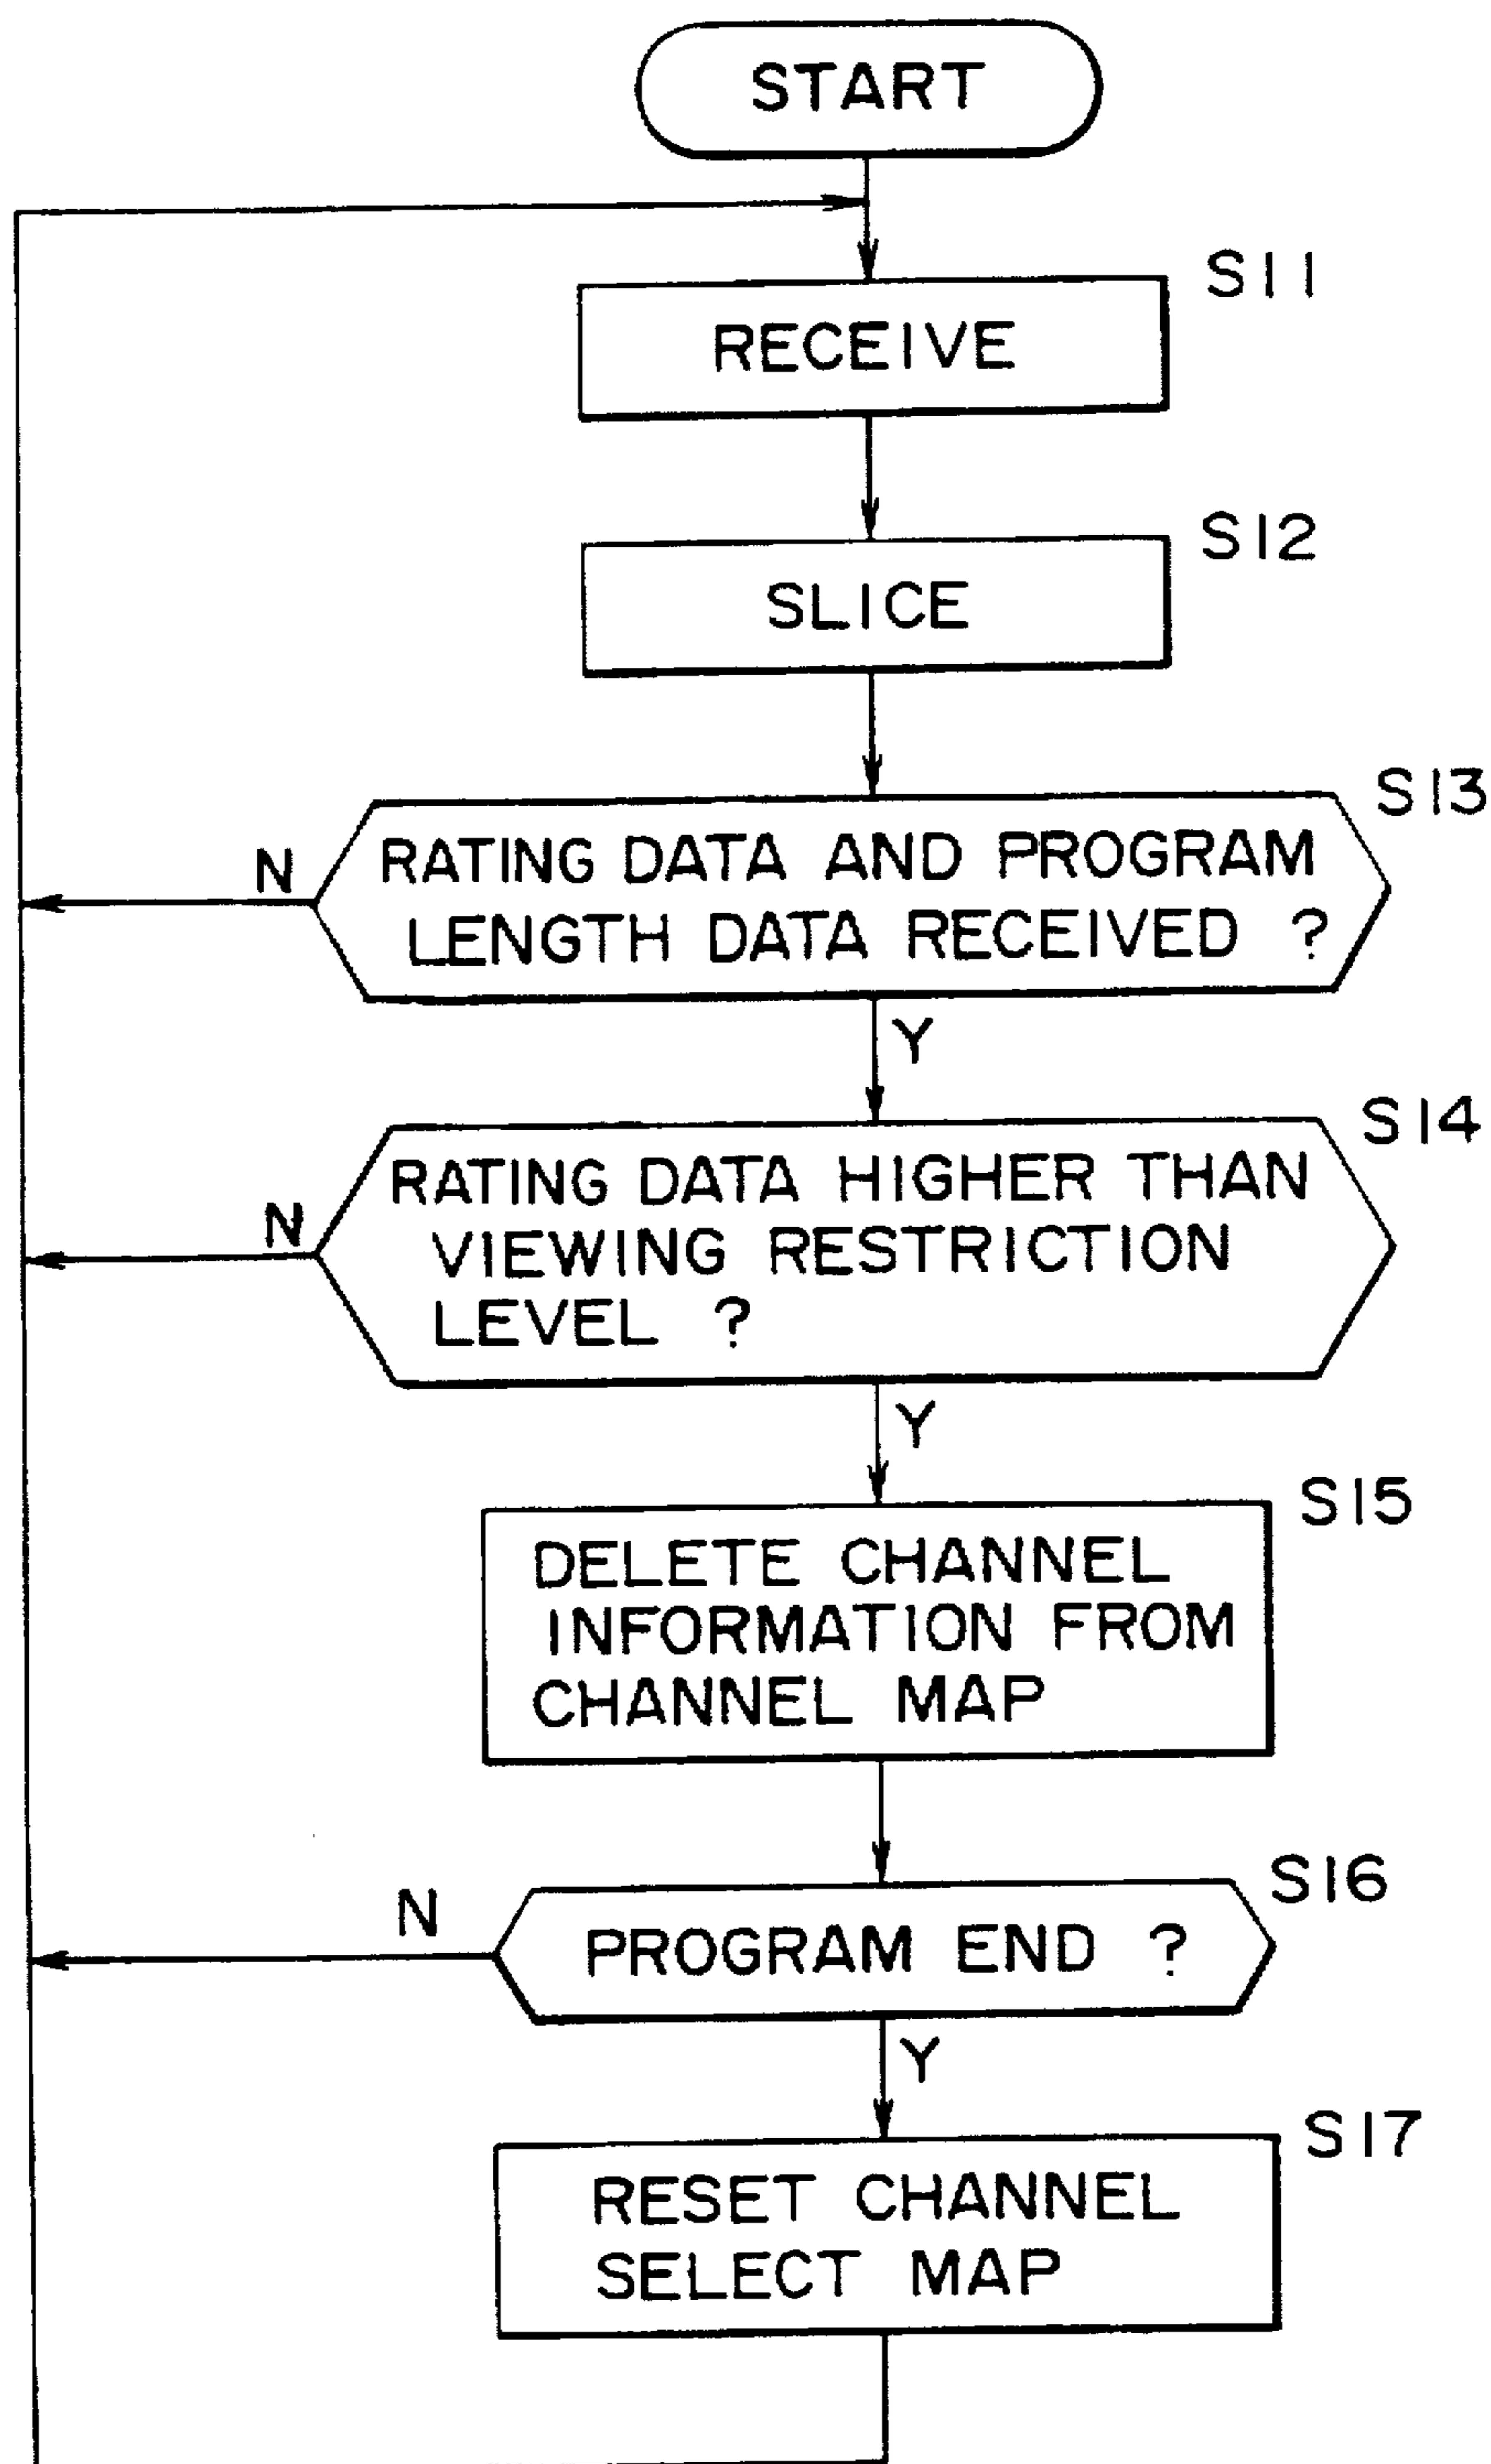 START
S11
RECEIVE
S12
SLICE
S13
RATING DATA AND PROGRAM
LENGTH DATA RECEIVED ?
N
Y
S14
RATING DATA HIGHER THAN
VIEWING RESTRICTION
LEVEL ?
N
Y
S15
DELETE CHANNEL
INFORMATION FROM
CHANNEL MAP
S16
PROGRAM END ?
N
Y
S17
RESET CHANNEL
SELECT MAP